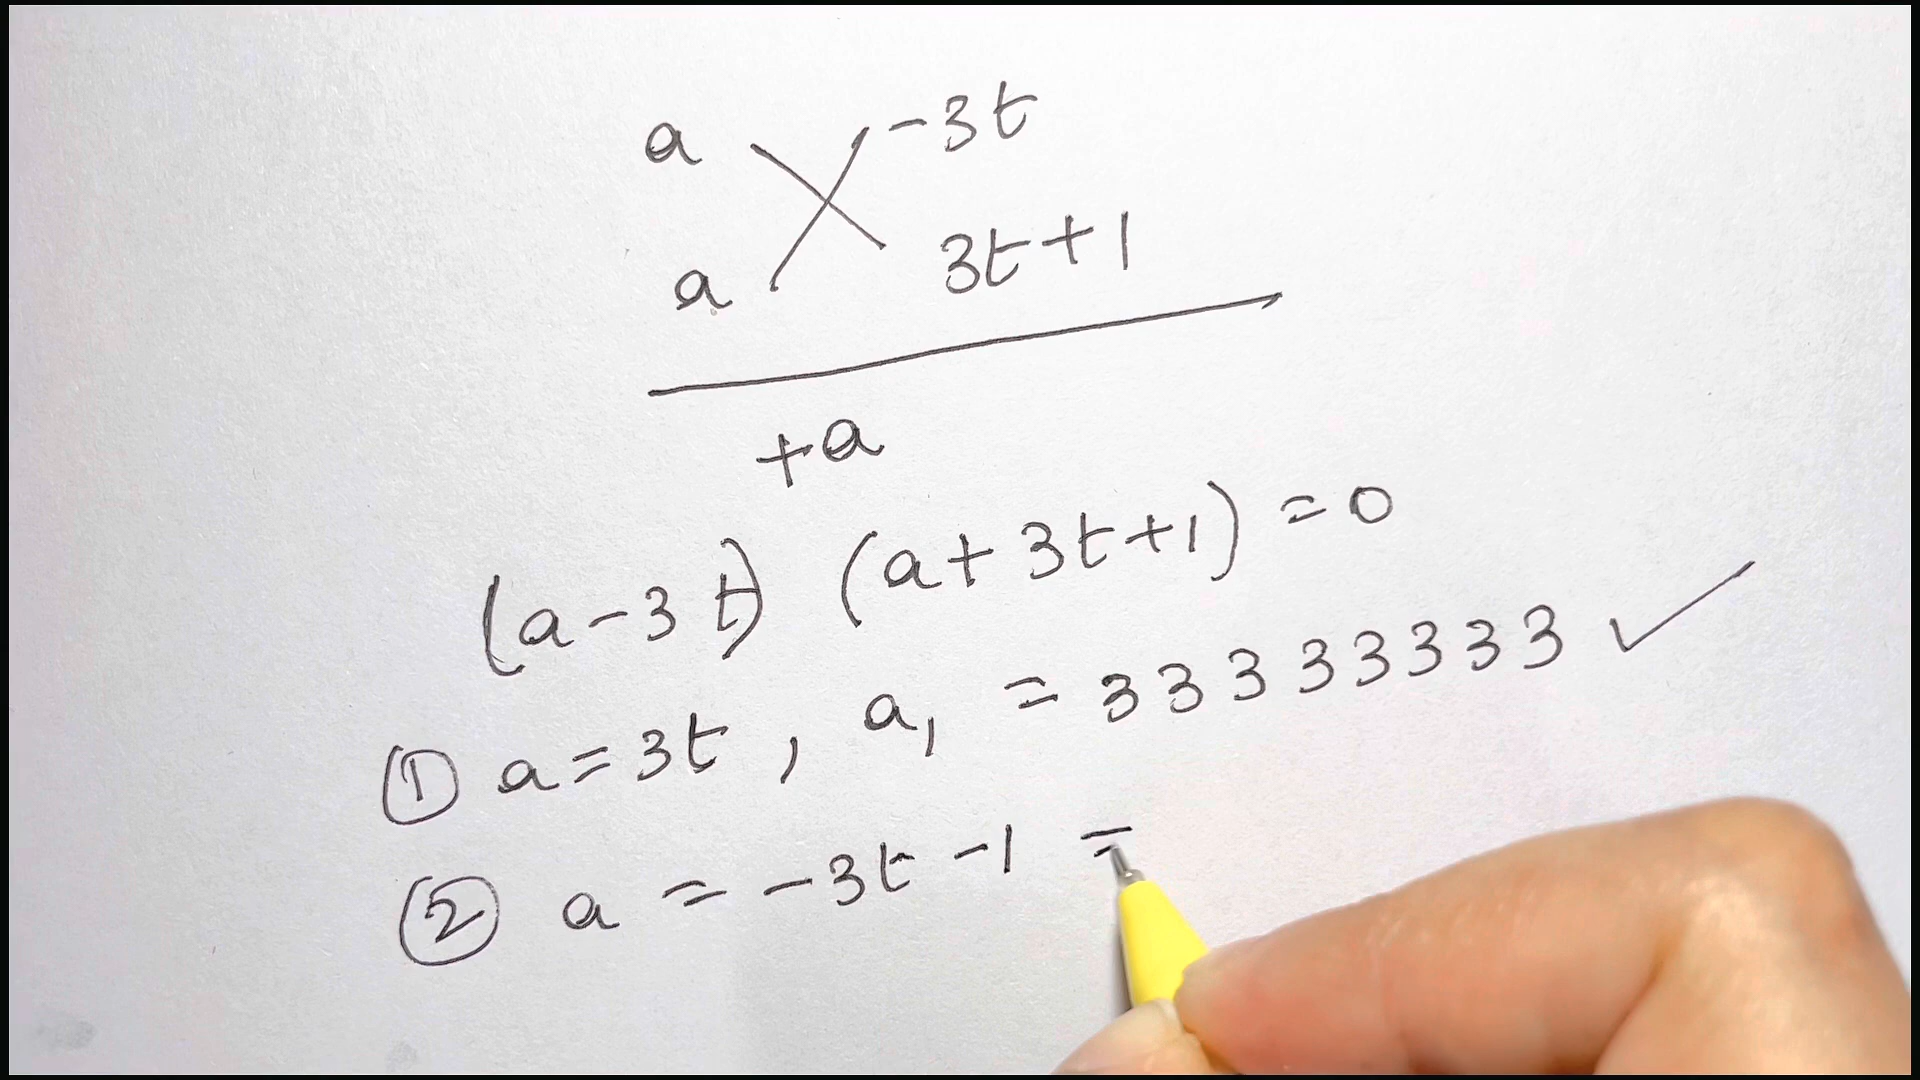 a -3t
a 3t+1
+a
(a-3t) (a+3t+1) = 0
① a=3t, a₁ = 33333333 ✓
② a = -3t -1 =